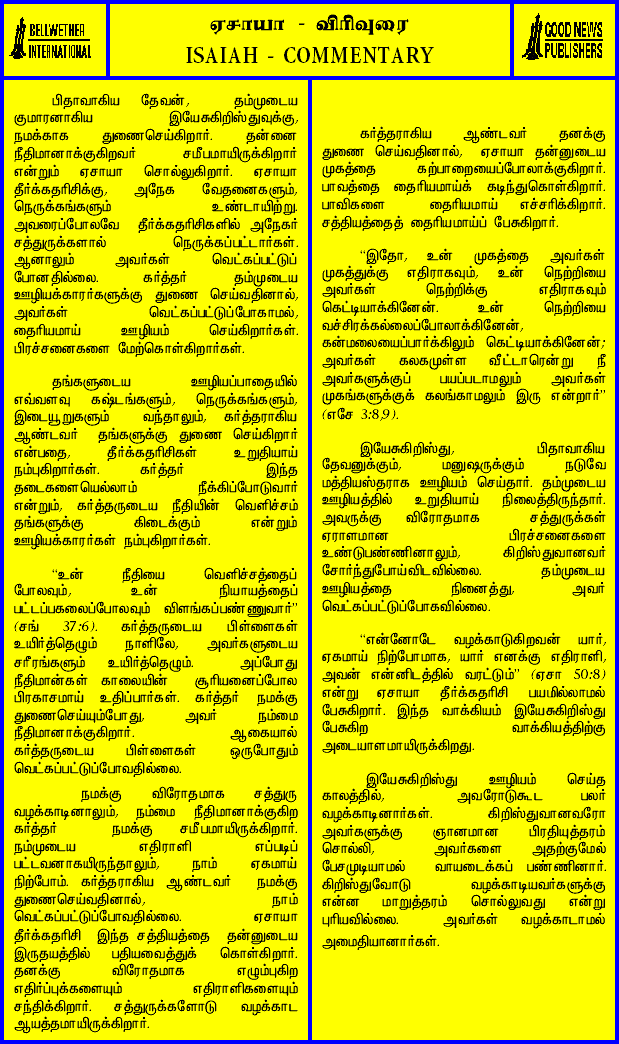 BELLWETHER
INTERNATIONAL
ஏசாயா - விரிவுரை
ISAIAH - COMMENTARY
GOOD NEWS
PUBLISHERS
பிதாவாகிய தேவன், தம்முடைய
குமாரனாகிய இயேசுகிறிஸ்துவுக்கு,
நமக்காக துணைசெய்கிறார். தன்னை
நீதிமானாக்குகிறவர் சமீபமாயிருக்கிறார்
என்றும் ஏசாயா சொல்லுகிறார். ஏசாயா
தீர்க்கதரிசிக்கு, அநேக வேதனைகளும்,
நெருக்கங்களும் உண்டாயிற்று.
அவரைப்போலவே தீர்க்கதரிசிகளில் அநேகர்
சத்துருக்களால் நெருக்கப்பட்டார்கள்.
ஆனாலும் அவர்கள் வெட்கப்பட்டுப்
போனதில்லை. கர்த்தர் தம்முடைய
ஊழியக்காரர்களுக்கு துணை செய்வதினால்,
அவர்கள் வெட்கப்பட்டுப்போகாமல்,
தைரியமாய் ஊழியம் செய்கிறார்கள்.
பிரச்சனைகளை மேற்கொள்கிறார்கள்.
தங்களுடைய ஊழியப்பாதையில்
எவ்வளவு கஷ்டங்களும், நெருக்கங்களும்,
இடையூறுகளும் வந்தாலும், கர்த்தராகிய
ஆண்டவர் தங்களுக்கு துணை செய்கிறார்
என்பதை, தீர்க்கதரிசிகள் உறுதியாய்
நம்புகிறார்கள். கர்த்தர் இந்த
தடைகளையெல்லாம் நீக்கிப்போடுவார்
என்றும், கர்த்தருடைய நீதியின் வெளிச்சம்
தங்களுக்கு கிடைக்கும் என்றும்
ஊழியக்காரர்கள் நம்புகிறார்கள்.
“உன் நீதியை வெளிச்சத்தைப்
போலவும், உன் நியாயத்தைப்
பட்டப்பகலைப்போலவும் விளங்கப்பண்ணுவார்”
(சங் 37:6). கர்த்தருடைய பிள்ளைகள்
உயிர்த்தெழும் நாளிலே, அவர்களுடைய
சரீரங்களும் உயிர்த்தெழும். அப்போது
நீதிமான்கள் காலையின் சூரியனைப்போல
பிரகாசமாய் உதிப்பார்கள். கர்த்தர் நமக்கு
துணைசெய்யும்போது, அவர் நம்மை
நீதிமானாக்குகிறார். ஆகையால்
கர்த்தருடைய பிள்ளைகள் ஒருபோதும்
வெட்கப்பட்டுப்போவதில்லை.
நமக்கு விரோதமாக சத்துரு
வழக்காடினாலும், நம்மை நீதிமானாக்குகிற
கர்த்தர் நமக்கு சமீபமாயிருக்கிறார்.
நம்முடைய எதிராளி எப்படிப்
பட்டவனாகயிருந்தாலும், நாம் ஏகமாய்
நிற்போம். கர்த்தராகிய ஆண்டவர் நமக்கு
துணைசெய்வதினால், நாம்
வெட்கப்பட்டுப்போவதில்லை. ஏசாயா
தீர்க்கதரிசி இந்த சத்தியத்தை தன்னுடைய
இருதயத்தில் பதியவைத்துக் கொள்கிறார்.
தனக்கு விரோதமாக எழும்புகிற
எதிர்ப்புக்களையும் எதிராளிகளையும்
சந்திக்கிறார். சத்துருக்களோடு வழக்காட
ஆயத்தமாயிருக்கிறார்.
கர்த்தராகிய ஆண்டவர் தனக்கு
துணை செய்வதினால், ஏசாயா தன்னுடைய
முகத்தை கற்பாறையைப்போலாக்குகிறார்.
பாவத்தை தைரியமாய்க் கடிந்துகொள்கிறார்.
பாவிகளை தைரியமாய் எச்சரிக்கிறார்.
சத்தியத்தைத் தைரியமாய்ப் பேசுகிறார்.
“இதோ, உன் முகத்தை அவர்கள்
முகத்துக்கு எதிராகவும், உன் நெற்றியை
அவர்கள் நெற்றிக்கு எதிராகவும்
கெட்டியாக்கினேன். உன் நெற்றியை
வச்சிரக்கல்லைப்போலாக்கினேன்,
கன்மலையைப்பார்க்கிலும் கெட்டியாக்கினேன்;
அவர்கள் கலகமுள்ள வீட்டாரென்று நீ
அவர்களுக்குப் பயப்படாமலும் அவர்கள்
முகங்களுக்குக் கலங்காமலும் இரு என்றார்”
(எசே 3:8,9).
இயேசுகிறிஸ்து, பிதாவாகிய
தேவனுக்கும், மனுஷருக்கும் நடுவே
மத்தியஸ்தராக ஊழியம் செய்தார். தம்முடைய
ஊழியத்தில் உறுதியாய் நிலைத்திருந்தார்.
அவருக்கு விரோதமாக சத்துருக்கள்
ஏராளமான பிரச்சனைகளை
உண்டுபண்ணினாலும், கிறிஸ்துவானவர்
சோர்ந்துபோய்விடவில்லை. தம்முடைய
ஊழியத்தை நினைத்து, அவர்
வெட்கப்பட்டுப்போகவில்லை.
“என்னோடே வழக்காடுகிறவன் யார்,
ஏகமாய் நிற்போமாக, யார் எனக்கு எதிராளி,
அவன் என்னிடத்தில் வரட்டும்” (ஏசா 50:8)
என்று ஏசாயா தீர்க்கதரிசி பயமில்லாமல்
பேசுகிறார். இந்த வாக்கியம் இயேசுகிறிஸ்து
பேசுகிற வாக்கியத்திற்கு
அடையாளமாயிருக்கிறது.
இயேசுகிறிஸ்து ஊழியம் செய்த
காலத்தில், அவரோடுகூட பலர்
வழக்காடினார்கள். கிறிஸ்துவானவரோ
அவர்களுக்கு ஞானமான பிரதியுத்தரம்
சொல்லி, அவர்களை அதற்குமேல்
பேசமுடியாமல் வாயடைக்கப் பண்ணினார்.
கிறிஸ்துவோடு வழக்காடியவர்களுக்கு
என்ன மாறுத்தரம் சொல்லுவது என்று
புரியவில்லை. அவர்கள் வழக்காடாமல்
அமைதியானார்கள்.